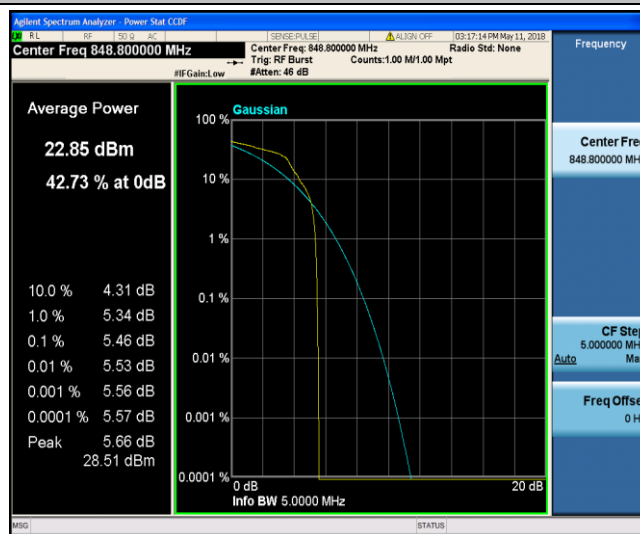 Agilent Spectrum Analyzer - Power Stat CCDF
RL RF 50 Ω AC SENSE:PULSE ALIGN OFF 03:17:14 PM May 11, 2018
Center Freq 848.800000 MHz
Center Freq: 848.800000 MHz Radio Std: None
Trig: RF Burst Counts:1.00 M/1.00 Mpt
#IFGain:Low #Atten: 46 dB
Frequency
Average Power
22.85 dBm
42.73 % at 0dB
10.0 % 4.31 dB
1.0 % 5.34 dB
0.1 % 5.46 dB
0.01 % 5.53 dB
0.001 % 5.56 dB
0.0001 % 5.57 dB
Peak 5.66 dB
28.51 dBm
Gaussian
100 %
10 %
1 %
0.1 %
0.01 %
0.001 %
0.0001 %
0 dB 20 dB
Info BW 5.0000 MHz
Center Fre
848.800000 MH
CF Ste
5.000000 MH
Auto Ma
Freq Offse
0 H
MSG STATUS